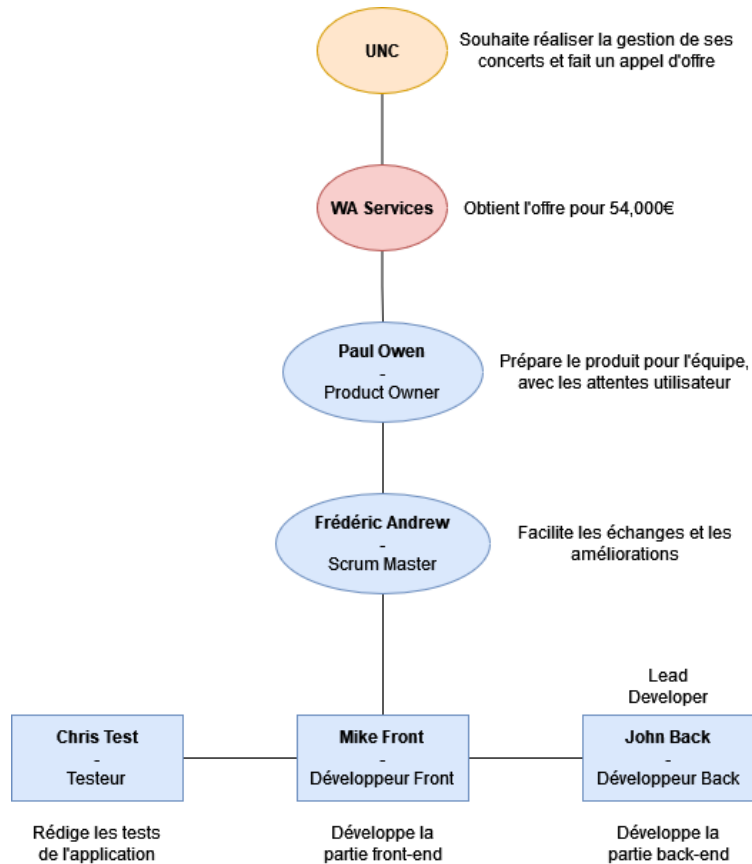 UNC
Souhaite réaliser la gestion de ses
concerts et fait un appel d'offre
WA Services
Obtient l'offre pour 54,000€
Paul Owen
-
Product Owner
Prépare le produit pour l'équipe,
avec les attentes utilisateur
Frédéric Andrew
-
Scrum Master
Facilite les échanges et les
améliorations
Lead
Developer
Chris Test
-
Testeur
Mike Front
-
Développeur Front
John Back
-
Développeur Back
Rédige les tests
de l'application
Développe la
partie front-end
Développe la
partie back-end